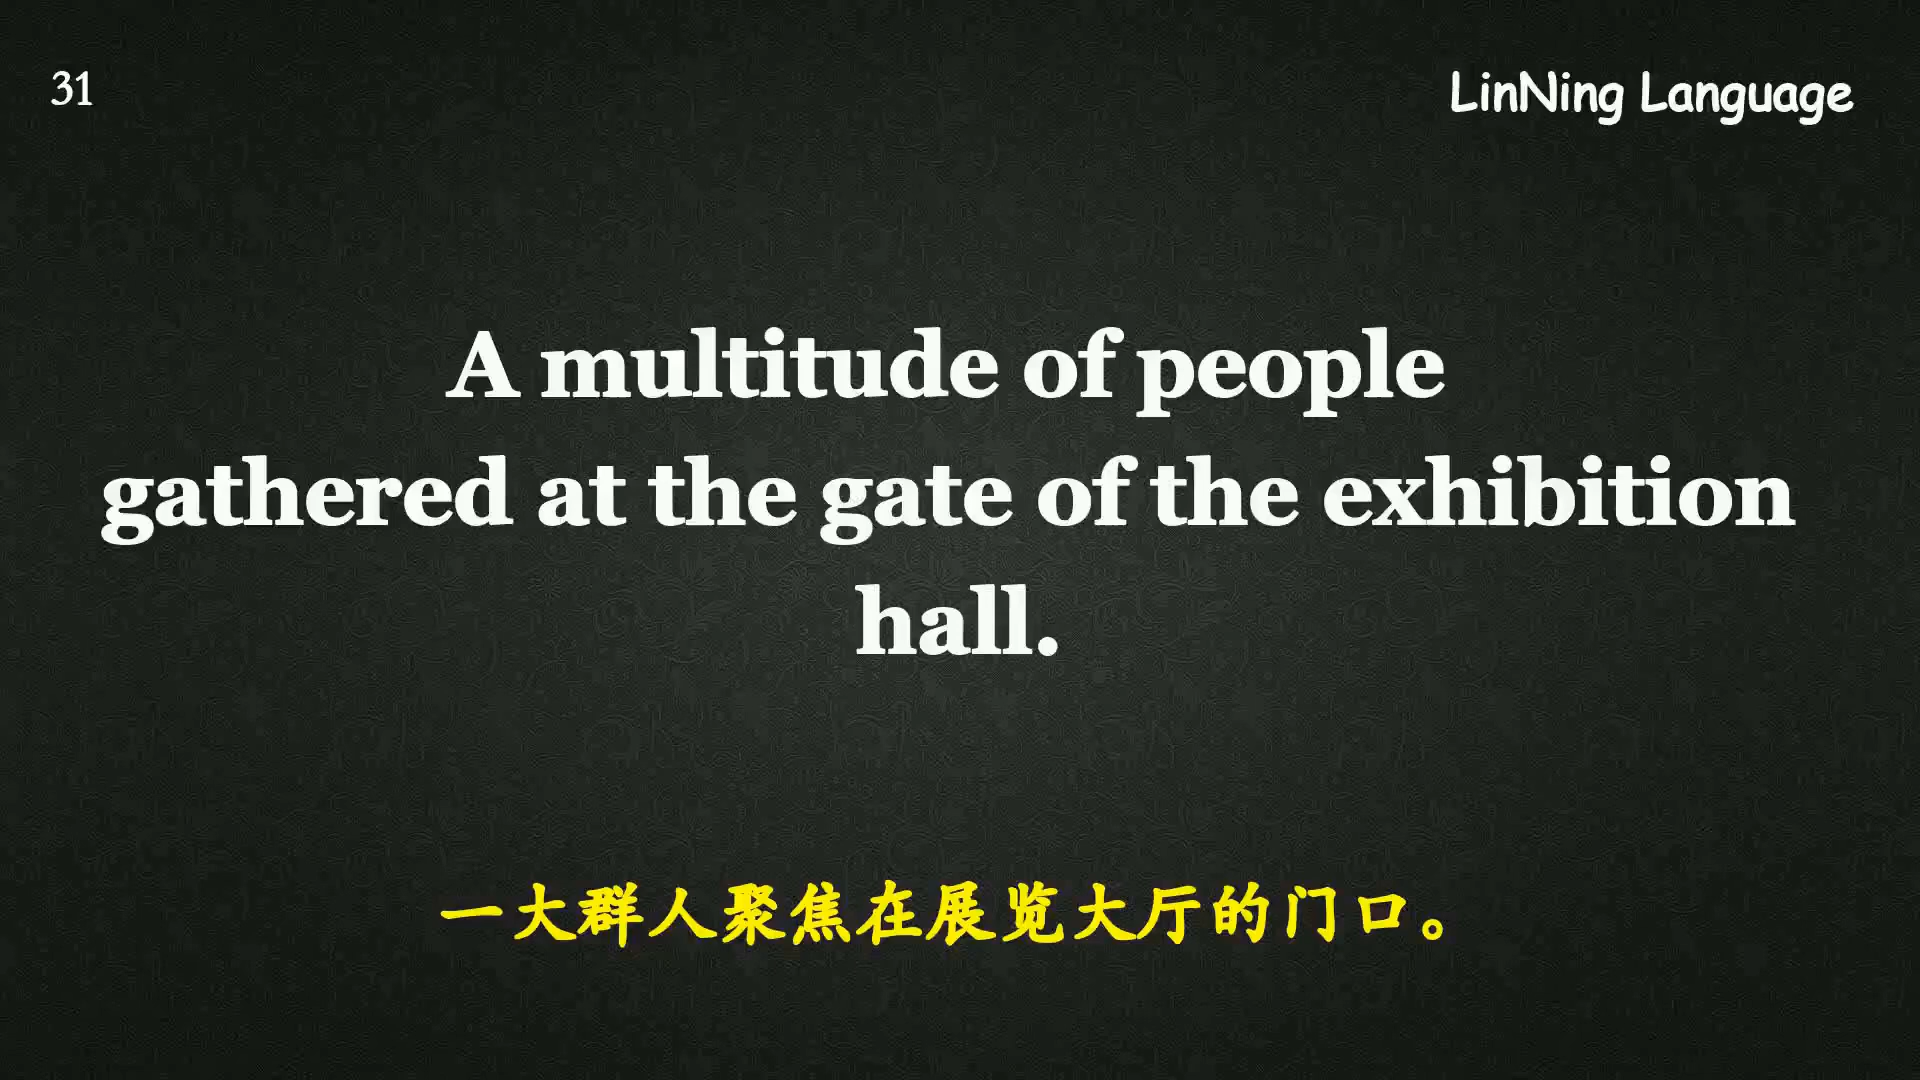 31
LinNing Language
A multitude of people
gathered at the gate of the exhibition
hall.
一大群人聚焦在展览大厅的门口。